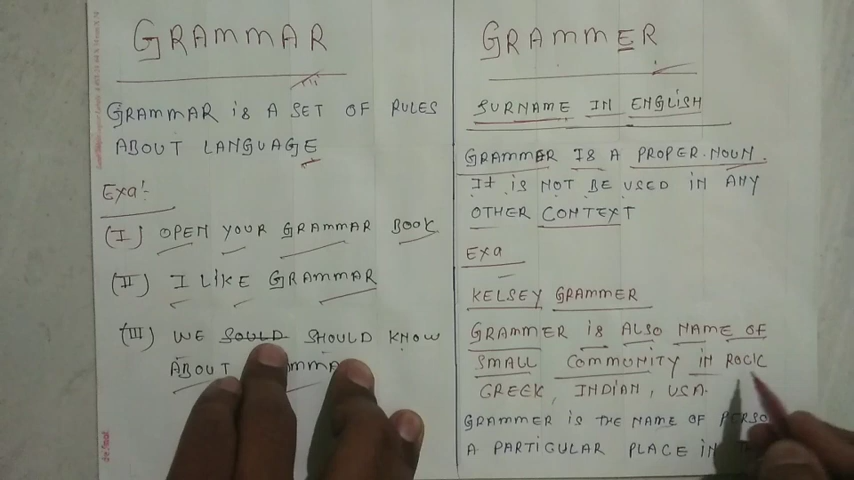 GRAMMAR
GRAMMAR is A SET OF RULES
ABOUT LANGUAGE
Exa!
(I) OPEN YOUR GRAMMAR BOOK
(II) I LIKE GRAMMAR
(III) WE SOULD SHOULD KNOW
ABOUT
GRAMMER
SURNAME IN ENGLISH
GRAMMER IS A PROPER.NOUN.
It is NOT BE USED IN ANY
OTHER CONTEXT
EXA
KELSEY GRAMMER
GRAMMER is ALSO NAME OF
SMALL COMMUNITY IN ROCK
GREEK, INDIAN, USA.
GRAMMER iS THE NAME OF PERSO
A PARTICULAR PLACE IN